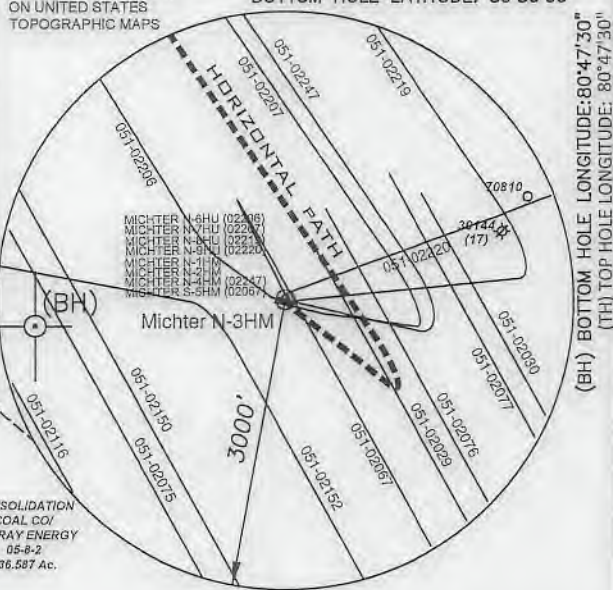 ON UNITED STATES
TOPOGRAPHIC MAPS
(BH) BOTTOM HOLE LONGITUDE:80°47'30"
(TH) TOP HOLE LONGITUDE: 80°47'30"
051-02207
051-02247
051-02219
HORIZONTAL PATH
051-02206
70810
30144
(17)
051-02220
MICHTER N-6HU (02206)
MICHTER N-7HU (02207)
MICHTER N-8HU
MICHTER N-9HU (02220)
MICHTER N-1HM
MICHTER N-2HM
MICHTER N-4HM (02247)
MICHTER S-5HM (02067)
(BH)
Michter N-3HM
051-02030
051-02077
051-02076
051-02029
051-02067
051-02152
051-02150
051-02075
051-02116
3000'
SOLIDATION
COAL CO/
RAY ENERGY
05-8-2
36.587 Ac.